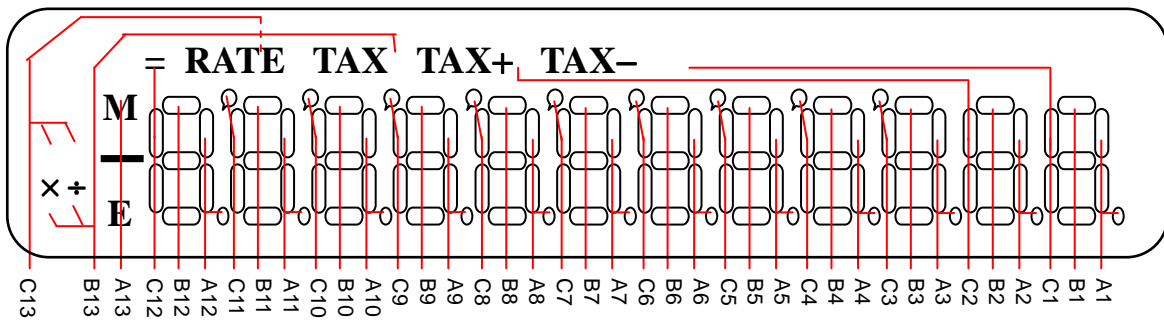 = RATE TAX TAX+ TAX−
M
—
× ÷
E
C13 B13 A13 C12 B12 A12 C11 B11 A11 C10 B10 A10 C9 B9 A9 C8 B8 A8 C7 B7 A7 C6 B6 A6 C5 B5 A5 C4 B4 A4 C3 B3 A3 C2 B2 A2 C1 B1 A1